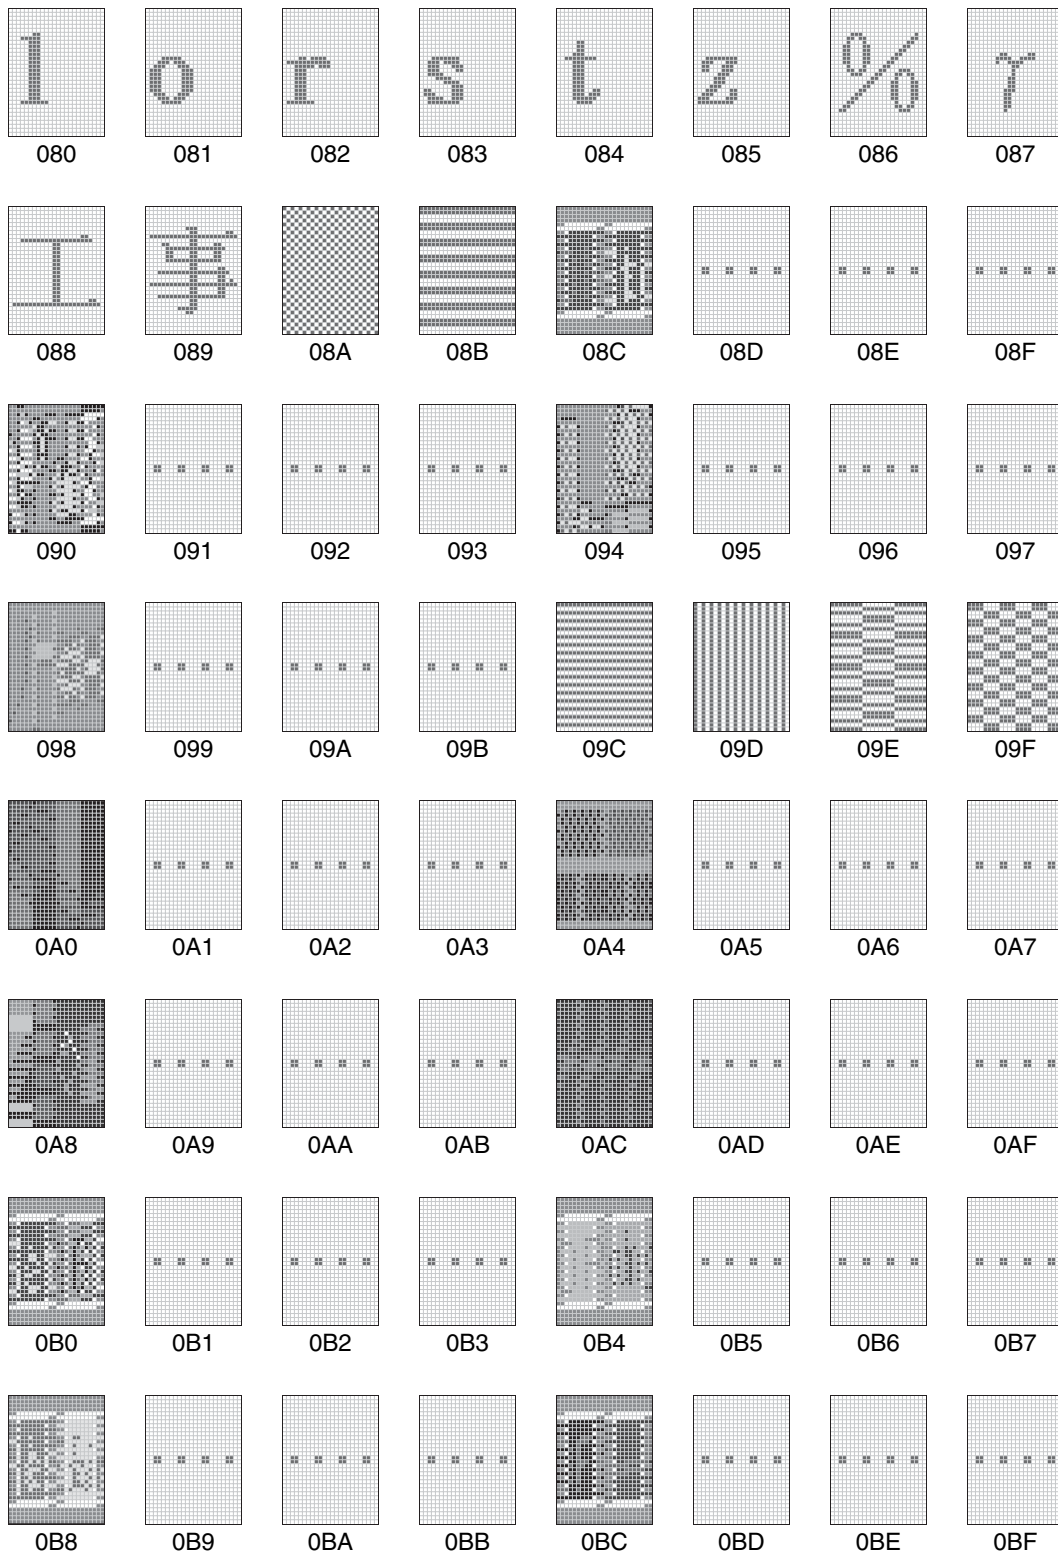 l o r s t z % γ
080 081 082 083 084 085 086 087
工 事
088 089 08A 08B 08C 08D 08E 08F
090 091 092 093 094 095 096 097
098 099 09A 09B 09C 09D 09E 09F
0A0 0A1 0A2 0A3 0A4 0A5 0A6 0A7
0A8 0A9 0AA 0AB 0AC 0AD 0AE 0AF
0B0 0B1 0B2 0B3 0B4 0B5 0B6 0B7
0B8 0B9 0BA 0BB 0BC 0BD 0BE 0BF